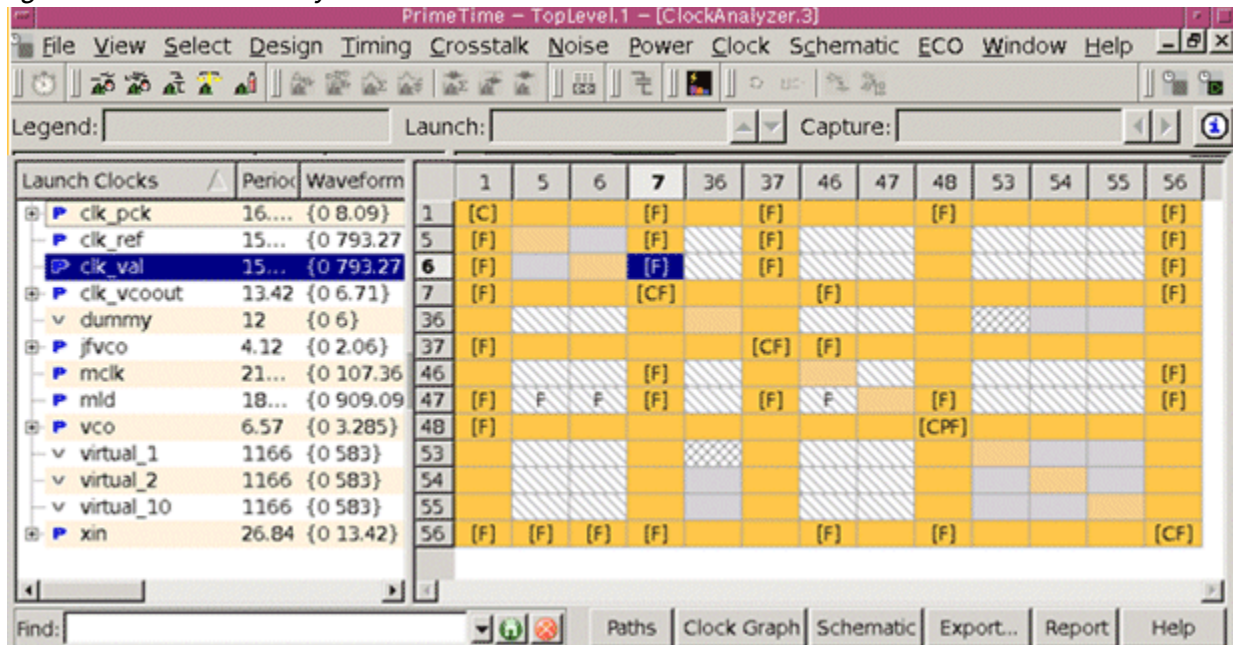 PrimeTime – TopLevel.1 – [ClockAnalyzer.3]
File View Select Design Timing Crosstalk Noise Power Clock Schematic ECO Window Help
Legend: Launch: Capture:
Launch Clocks Period Waveform 1 5 6 7 36 37 46 47 48 53 54 55 56
P clk_pck 16.... {0 8.09} 1 [C] [F] [F] [F] [F]
P clk_ref 15... {0 793.27 5 [F] [F] [F] [F]
P clk_val 15... {0 793.27 6 [F] [F] [F] [F]
P clk_vcoout 13.42 {0 6.71} 7 [F] [CF] [F] [F]
v dummy 12 {0 6} 36
P jfvco 4.12 {0 2.06} 37 [F] [CF] [F]
P mclk 21... {0 107.36 46 [F] [F]
P mld 18... {0 909.09 47 [F] F F [F] [F] F [F] [F]
P vco 6.57 {0 3.285} 48 [F] [CPF]
v virtual_1 1166 {0 583} 53
v virtual_2 1166 {0 583} 54
v virtual_10 1166 {0 583} 55
P xin 26.84 {0 13.42} 56 [F] [F] [F] [F] [F] [F] [CF]
Find: Paths Clock Graph Schematic Export... Report Help